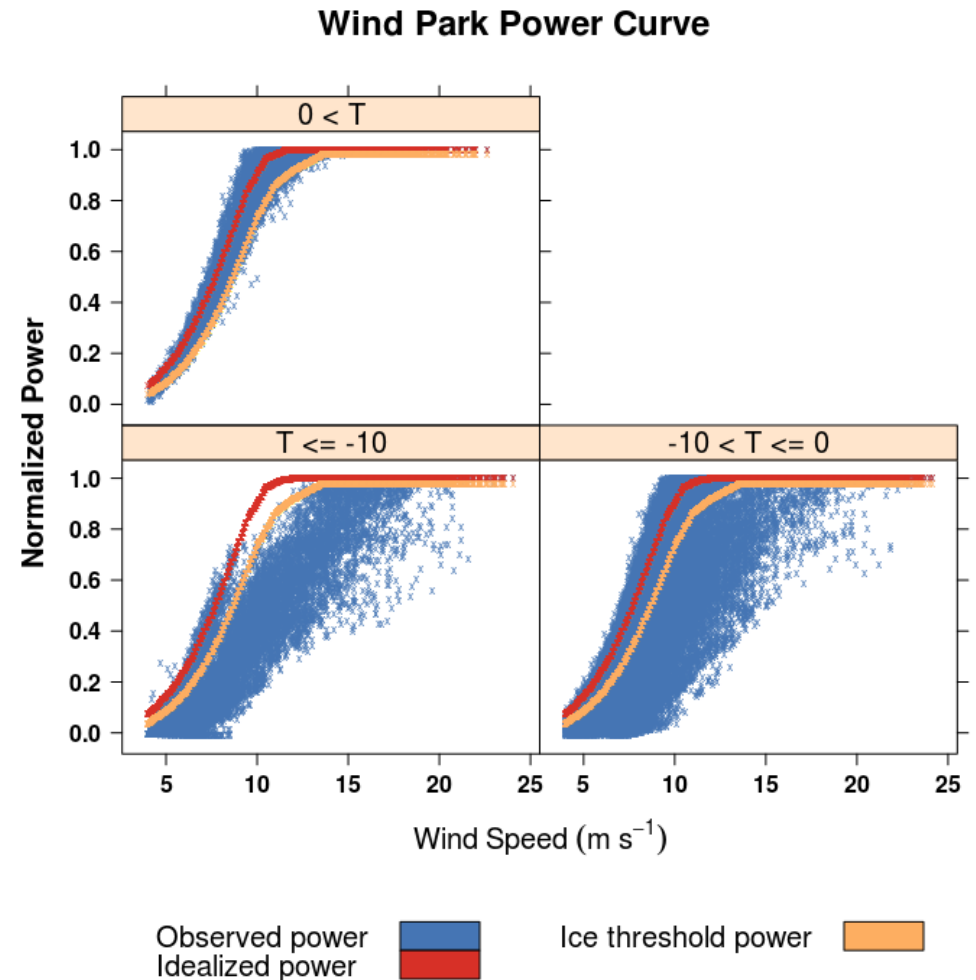 Wind Park Power Curve
0 < T
1.0
0.8
0.6
0.4
0.2
0.0
T <= -10
-10 < T <= 0
1.0
0.8
0.6
0.4
0.2
0.0
5 10 15 20 25 5 10 15 20 25
Normalized Power
Wind Speed (m s⁻¹)
Observed power
Idealized power
Ice threshold power